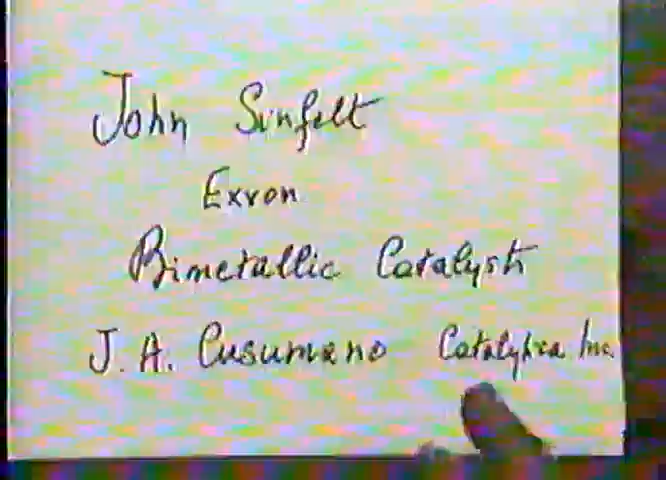 John Sinfelt
Exxon
Bimetallic Catalysts
J. A. Cusumano Catalytica Inc.